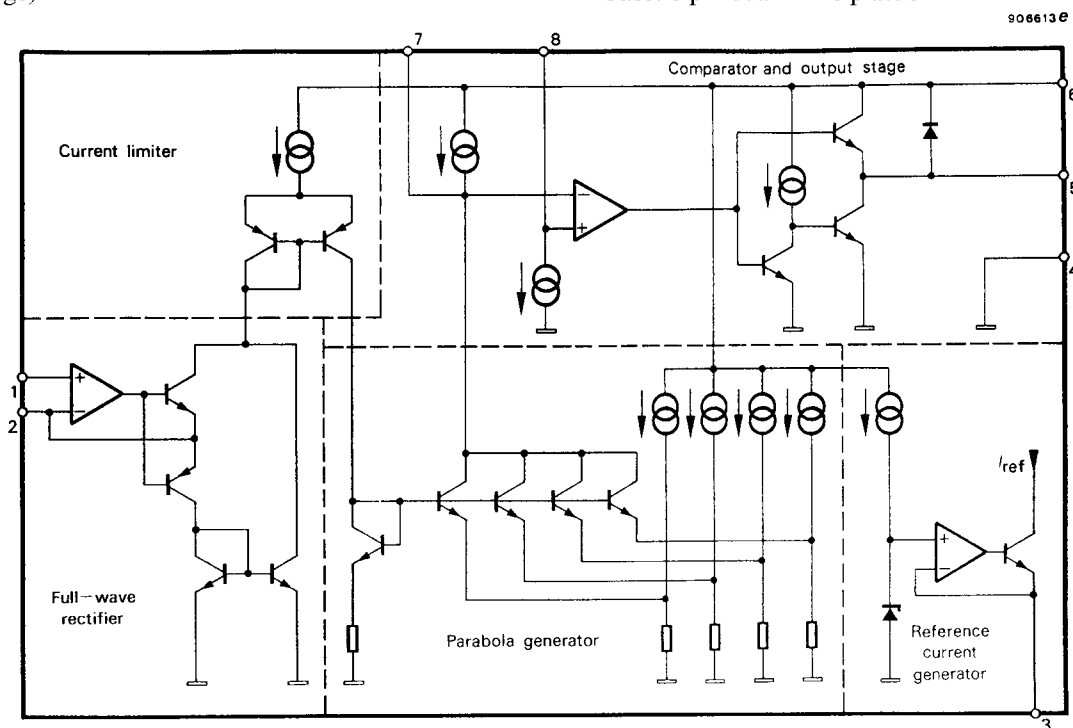 906613e
7
8
Comparator and output stage
6
Current limiter
5
4
+
−
−
+
1
2
Iref
+
−
Full-wave
rectifier
Parabola generator
Reference
current
generator
3